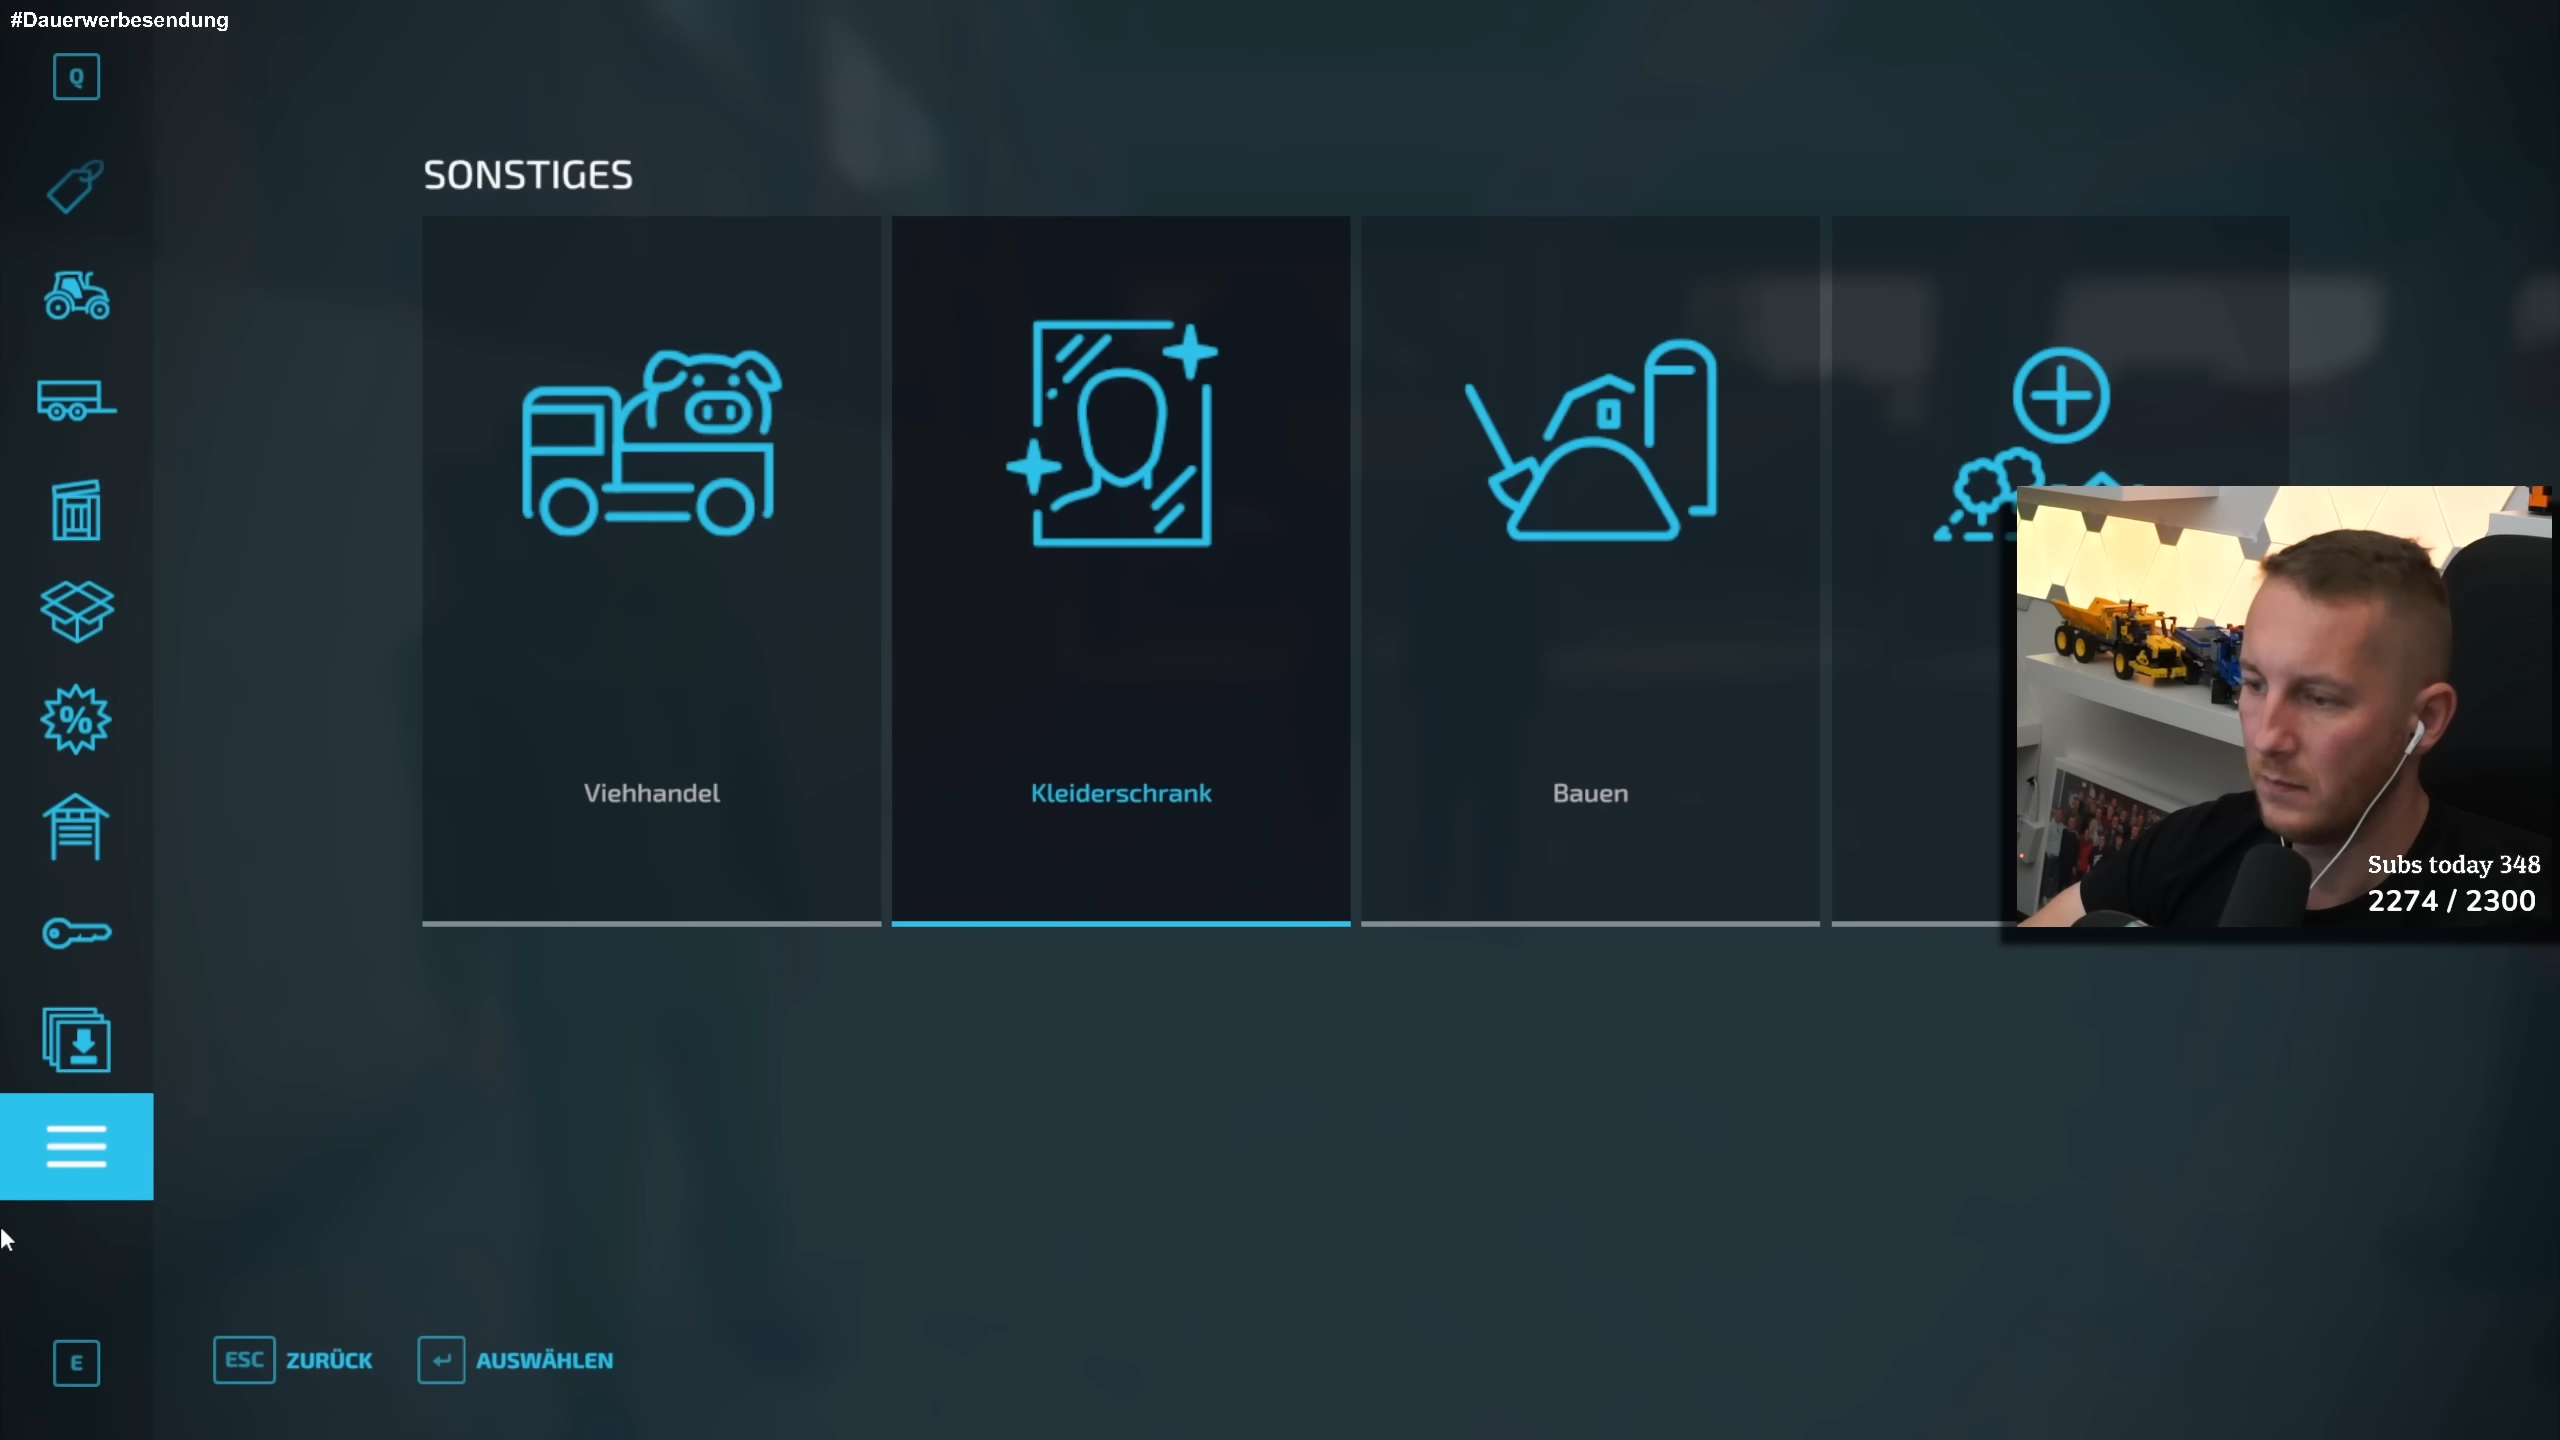 #Dauerwerbesendung
Q
SONSTIGES
Viehhandel
Kleiderschrank
Bauen
Subs today 348
2274 / 2300
E
ESC ZURÜCK
AUSWÄHLEN